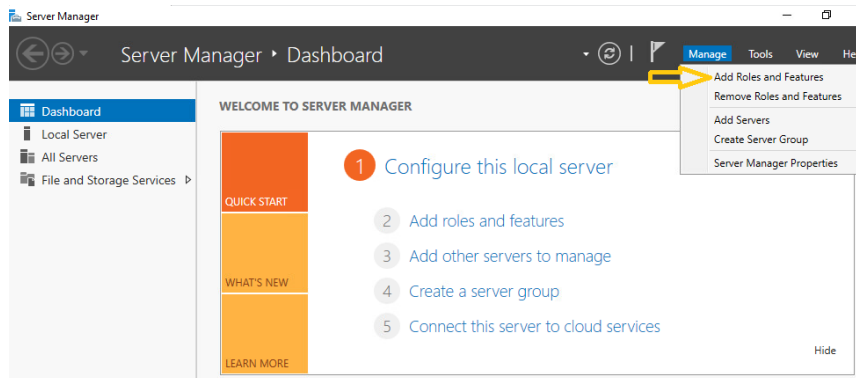 Server Manager
Server Manager • Dashboard
Manage Tools View He
Add Roles and Features
Remove Roles and Features
Add Servers
Create Server Group
Server Manager Properties
Dashboard
Local Server
All Servers
File and Storage Services
WELCOME TO SERVER MANAGER
QUICK START
WHAT'S NEW
LEARN MORE
1 Configure this local server
2 Add roles and features
3 Add other servers to manage
4 Create a server group
5 Connect this server to cloud services
Hide